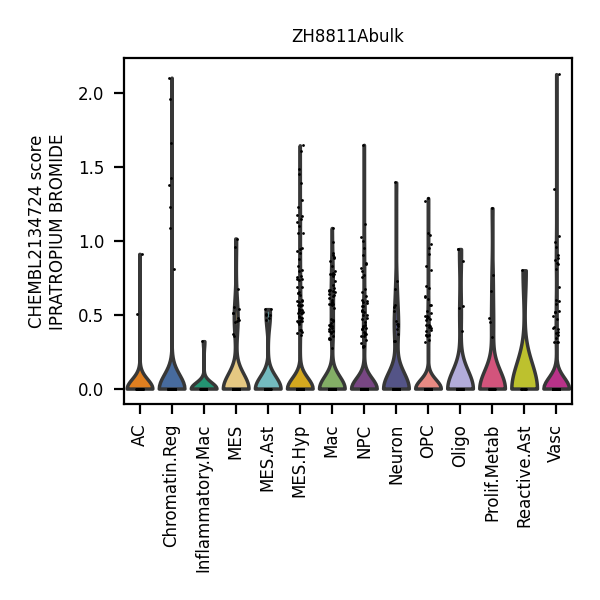 ZH8811Abulk
CHEMBL2134724 score
IPRATROPIUM BROMIDE
2.0
1.5
1.0
0.5
0.0
AC
Chromatin.Reg
Inflammatory.Mac
MES
MES.Ast
MES.Hyp
Mac
NPC
Neuron
OPC
Oligo
Prolif.Metab
Reactive.Ast
Vasc